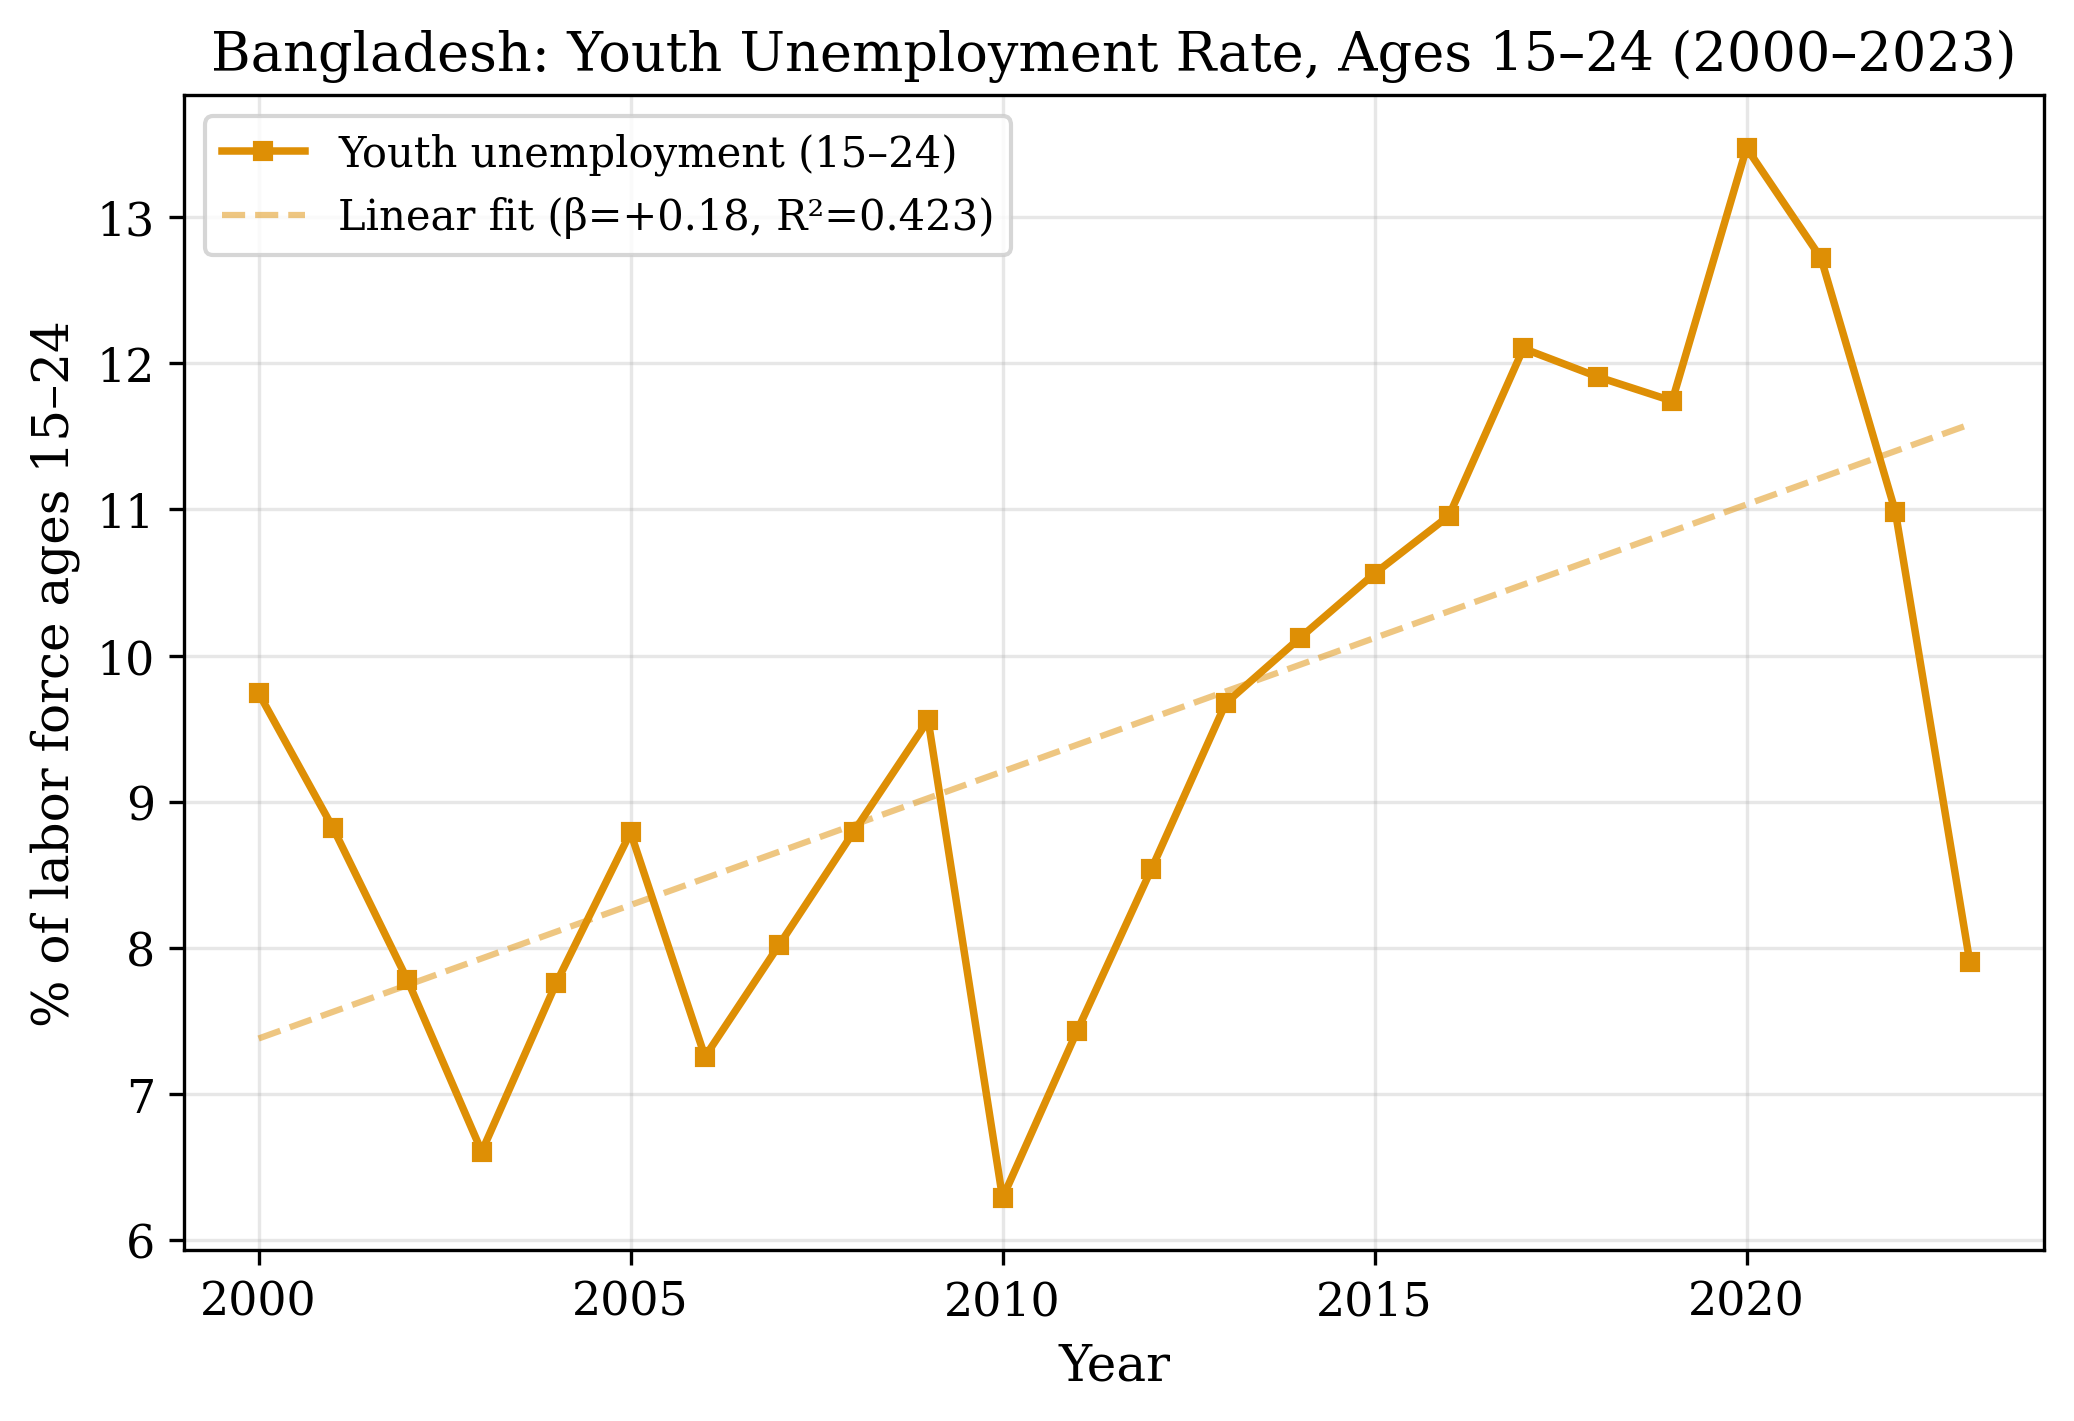 Bangladesh: Youth Unemployment Rate, Ages 15–24 (2000–2023)
Youth unemployment (15–24)
Linear fit (β=+0.18, R²=0.423)
% of labor force ages 15–24
13
12
11
10
9
8
7
6
2000
2005
2010
2015
2020
Year